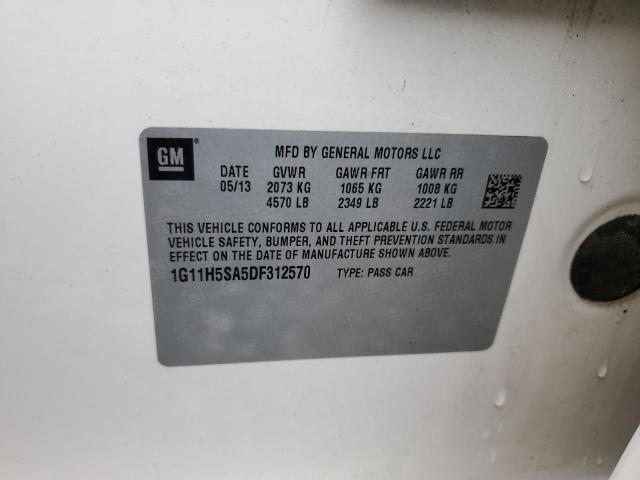 GM®
MFD BY GENERAL MOTORS LLC
DATE GVWR GAWR FRT GAWR RR
05/13 2073 KG 1065 KG 1008 KG
4570 LB 2349 LB 2221 LB
THIS VEHICLE CONFORMS TO ALL APPLICABLE U.S. FEDERAL MOTOR
VEHICLE SAFETY, BUMPER, AND THEFT PREVENTION STANDARDS IN
EFFECT ON THE DATE OF MANUFACTURE SHOWN ABOVE.
1G11H5SA5DF312570 TYPE: PASS CAR